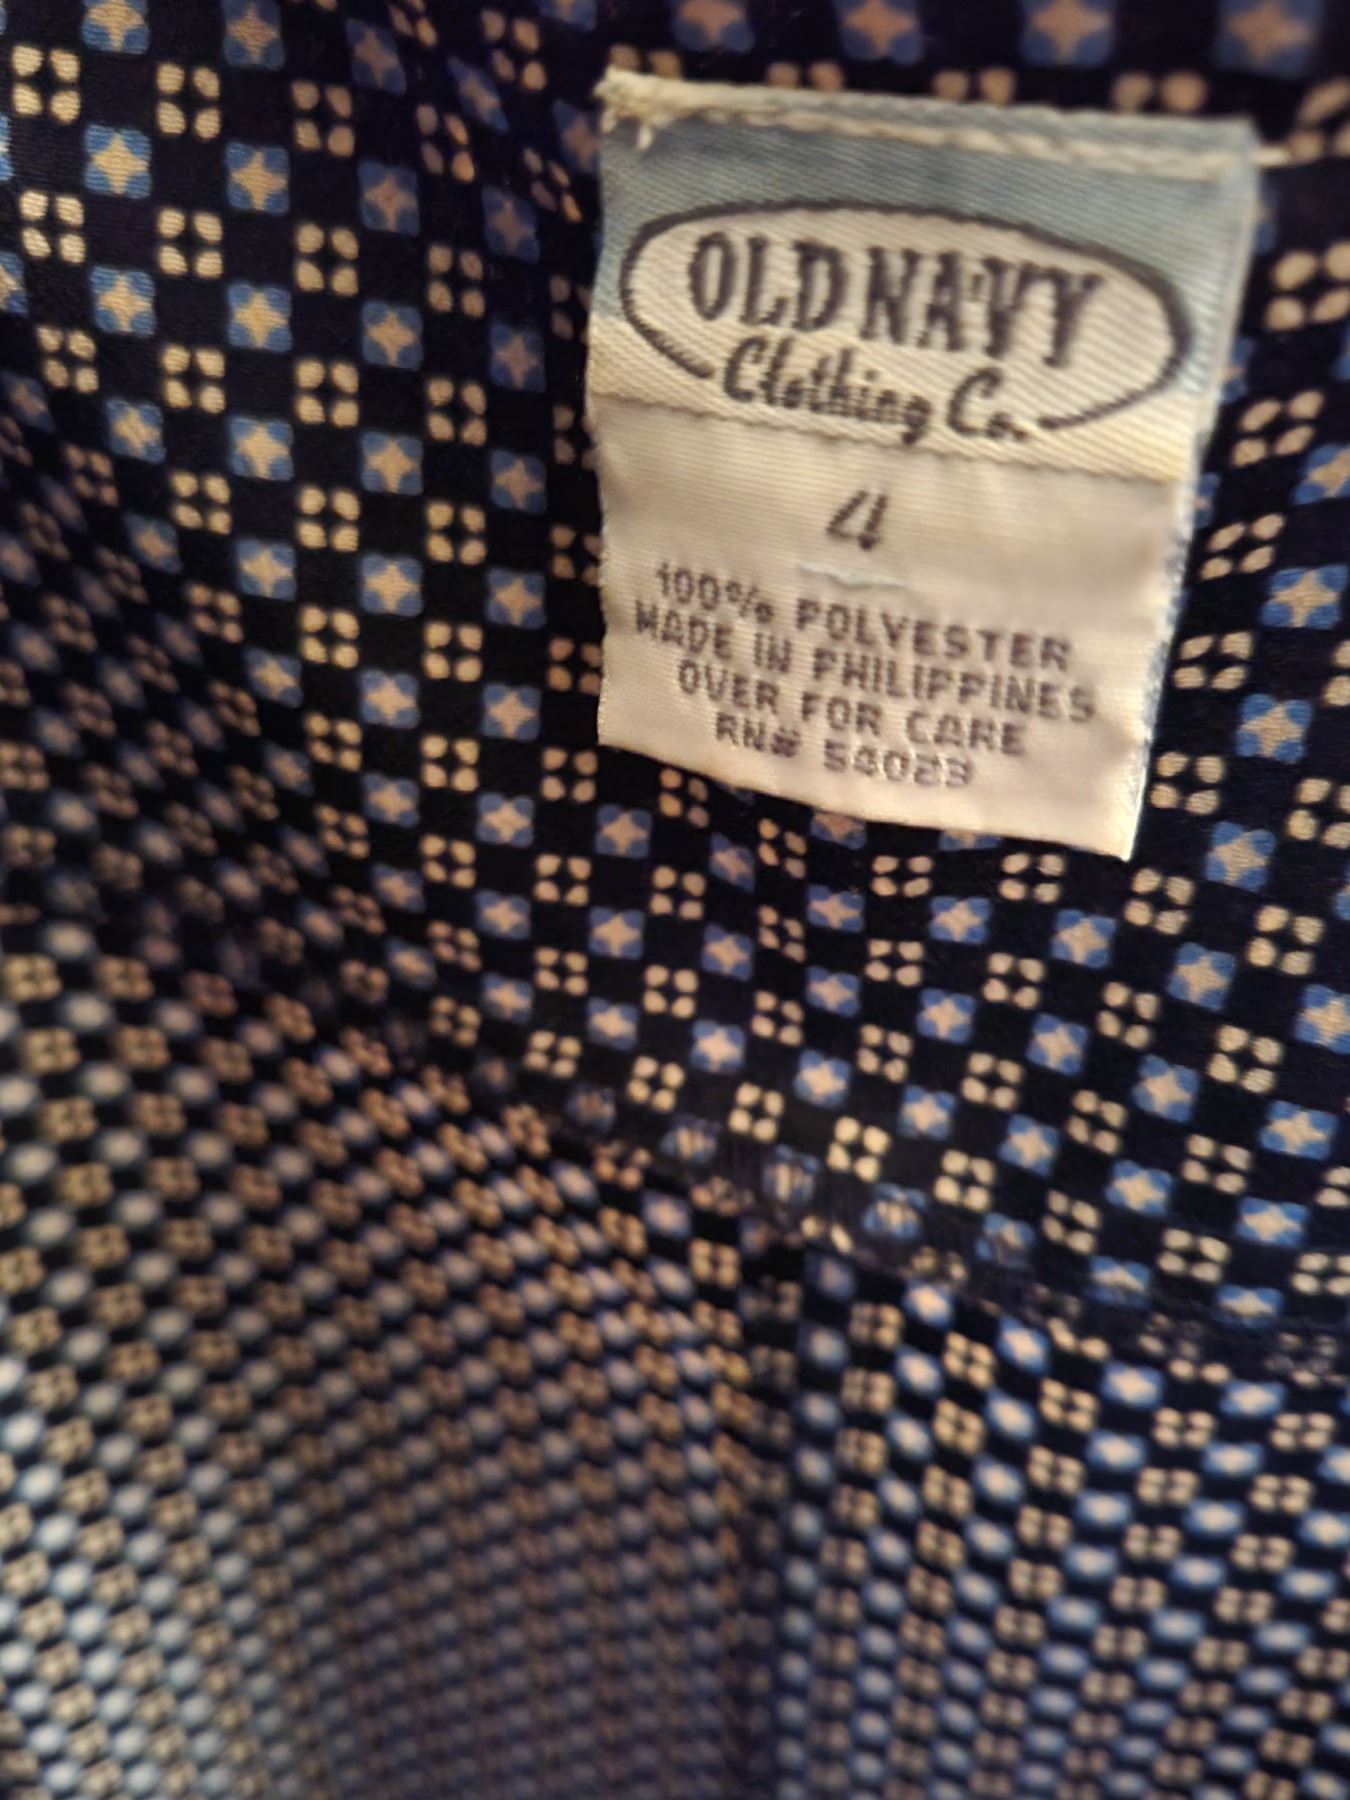 OLD NAVY
Clothing Co.
4
100% POLYESTER
MADE IN PHILIPPINES
OVER FOR CARE
RN# 54023